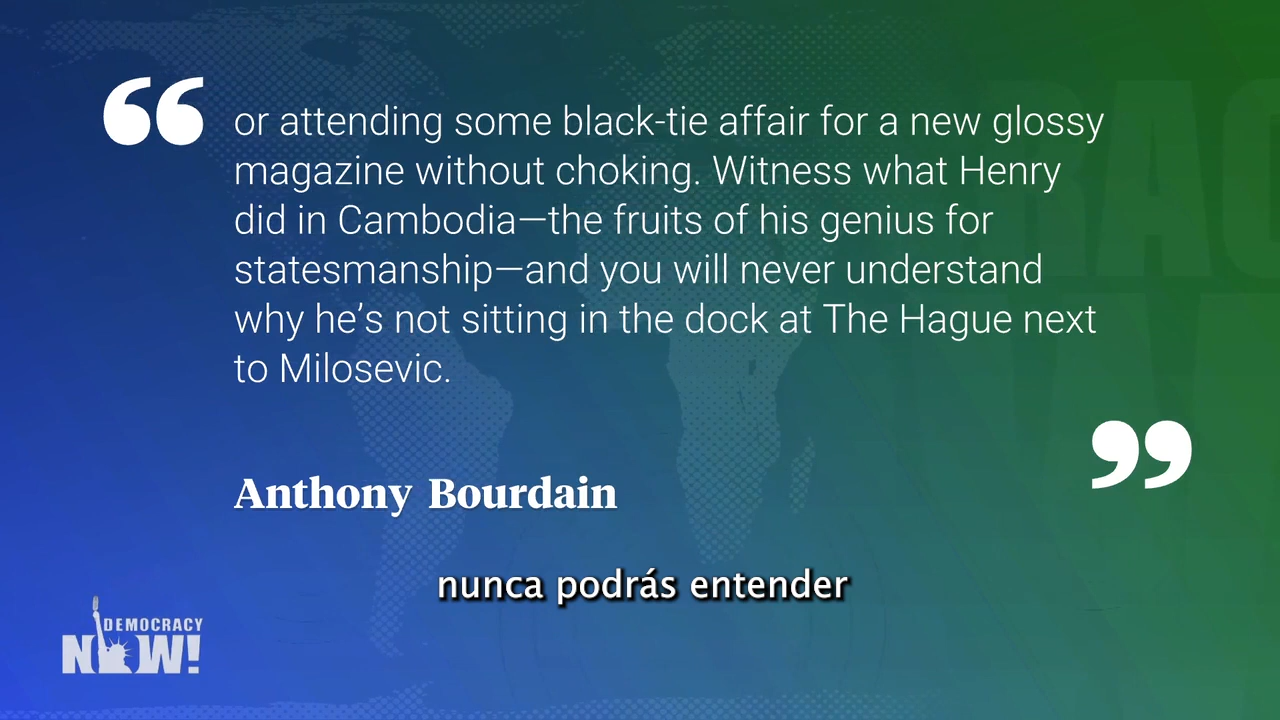 “ or attending some black-tie affair for a new glossy
magazine without choking. Witness what Henry
did in Cambodia—the fruits of his genius for
statesmanship—and you will never understand
why he’s not sitting in the dock at The Hague next
to Milosevic.
”
Anthony Bourdain
nunca podrás entender
DEMOCRACY
NOW!